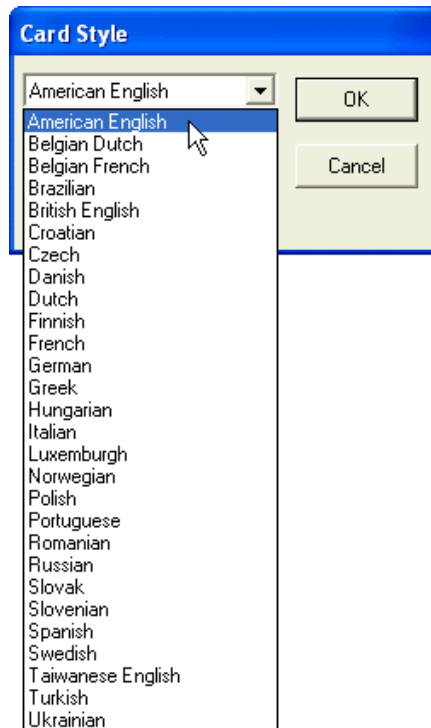 Card Style
American English
OK
American English
Belgian Dutch
Belgian French
Cancel
Brazilian
British English
Croatian
Czech
Danish
Dutch
Finnish
French
German
Greek
Hungarian
Italian
Luxemburgh
Norwegian
Polish
Portuguese
Romanian
Russian
Slovak
Slovenian
Spanish
Swedish
Taiwanese English
Turkish
Ukrainian